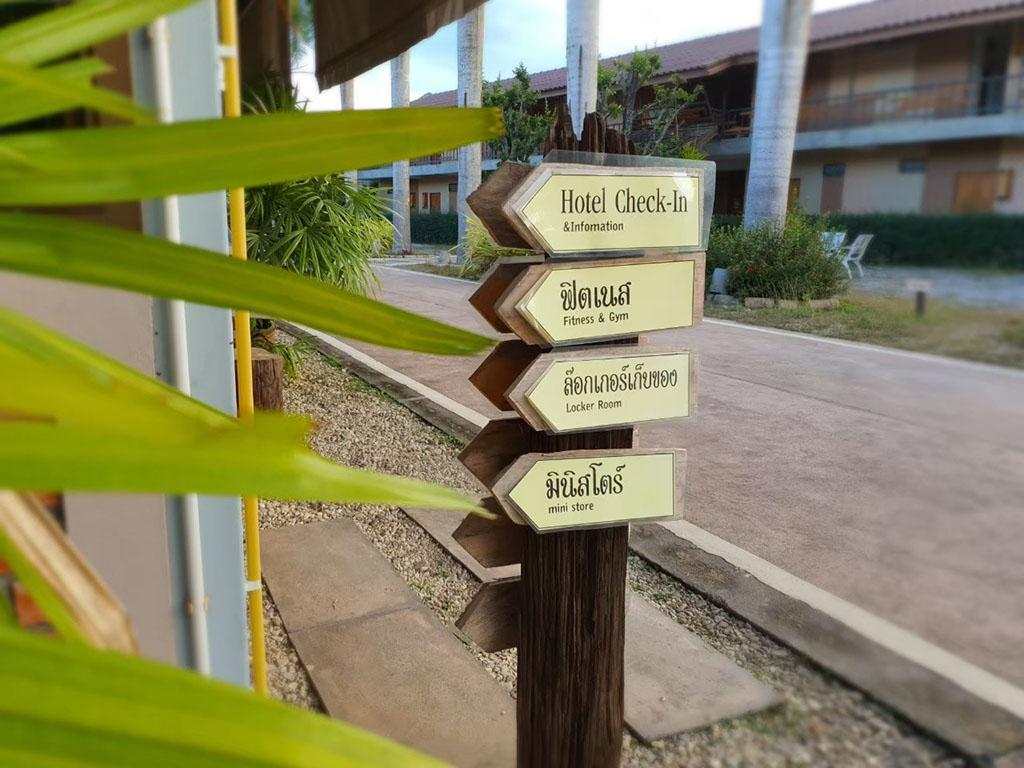 Hotel Check-In
&Infomation
ฟิตเนส
Fitness & Gym
ล๊อกเกอร์เก็บของ
Locker Room
มินิสโตร์
mini store